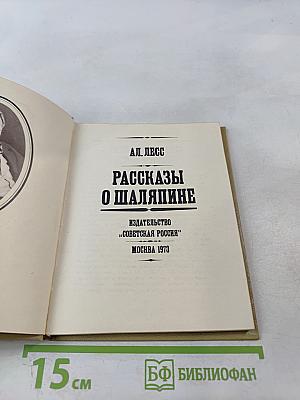 АЛ. ЛЕСС
РАССКАЗЫ
О ШАЛЯПИНЕ
ИЗДАТЕЛЬСТВО
„СОВЕТСКАЯ РОССИЯ"
МОСКВА 1973
15 см
БФ БИБЛИОФАН